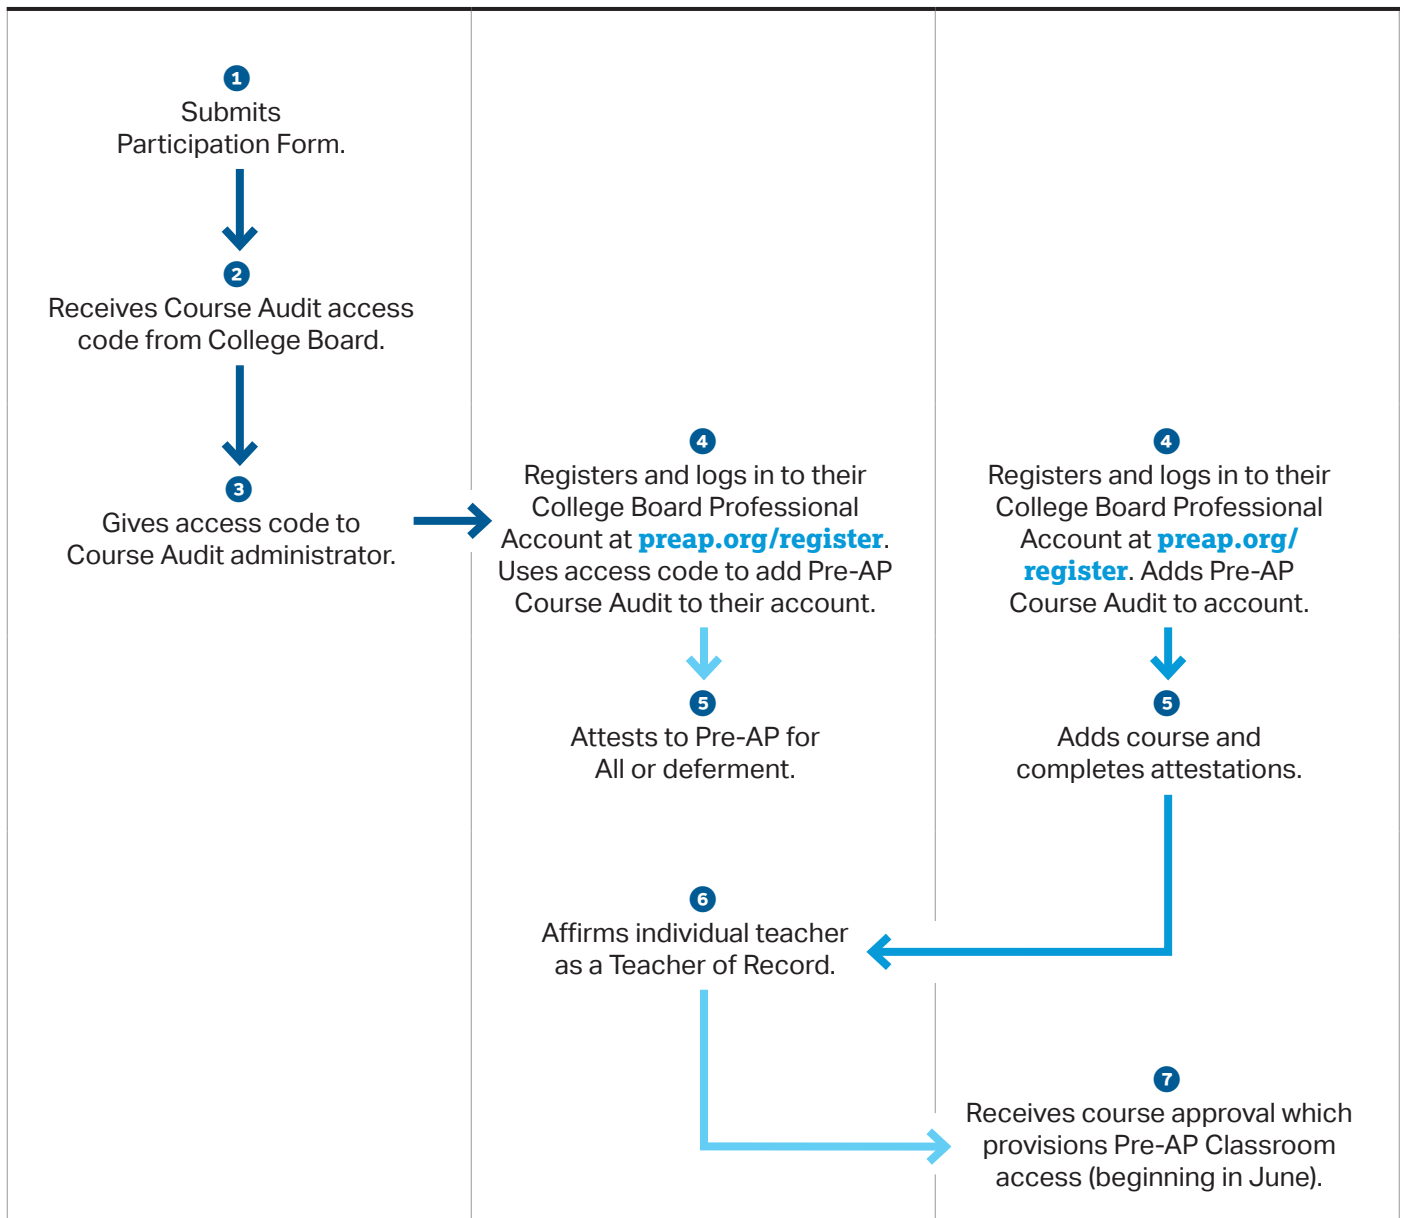 1
Submits
Participation Form.
2
Receives Course Audit access
code from College Board.
3
Gives access code to
Course Audit administrator.
4
Registers and logs in to their
College Board Professional
Account at preap.org/register.
Uses access code to add Pre-AP
Course Audit to their account.
5
Attests to Pre-AP for
All or deferment.
4
Registers and logs in to their
College Board Professional
Account at preap.org/
register. Adds Pre-AP
Course Audit to account.
5
Adds course and
completes attestations.
6
Affirms individual teacher
as a Teacher of Record.
7
Receives course approval which
provisions Pre-AP Classroom
access (beginning in June).